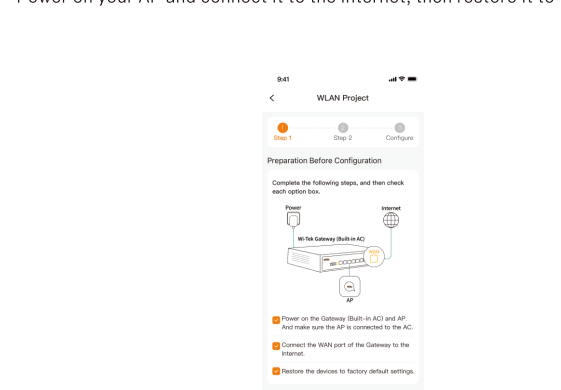 Power on your AP and connect it to the Internet, then restore it to
9:41
WLAN Project
1 2 3
Step 1 Step 2 Configure
Preparation Before Configuration
Complete the following steps, and then check
each option box.
Power Internet
Wi-Tek Gateway (Built-in AC)
WAN
AP
Power on the Gateway (Built-in AC) and AP.
And make sure the AP is connected to the AC.
Connect the WAN port of the Gateway to the
Internet.
Restore the devices to factory default settings.